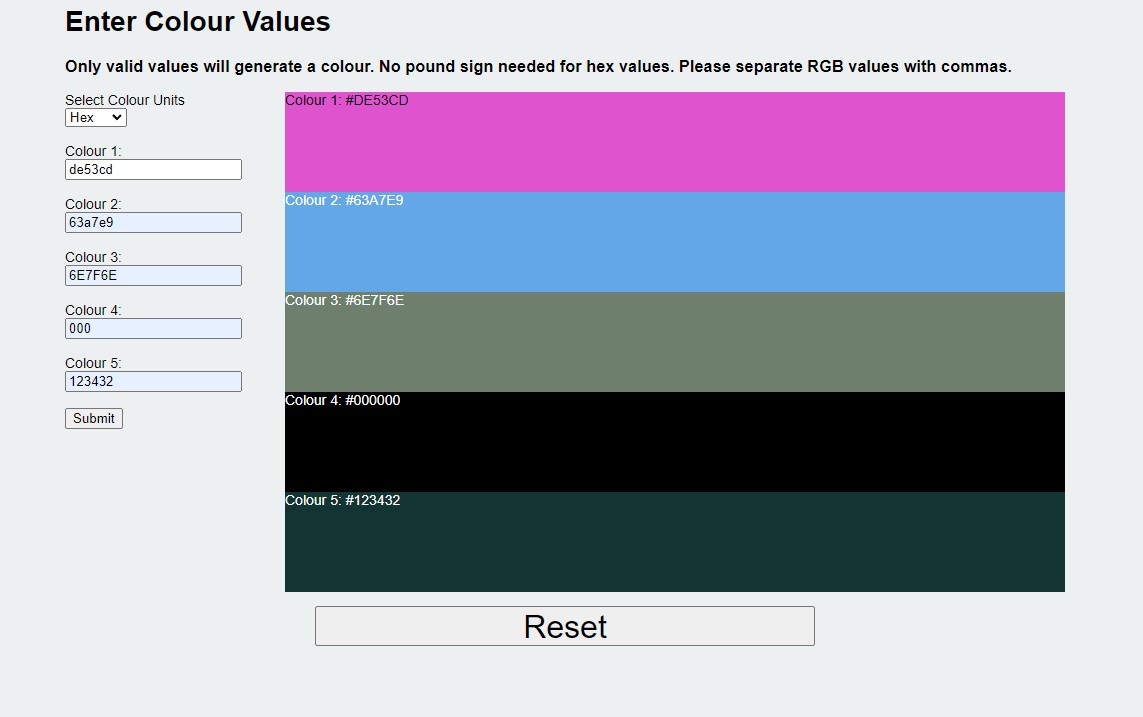 Enter Colour Values
Only valid values will generate a colour. No pound sign needed for hex values. Please separate RGB values with commas.
Select Colour Units
Hex
Colour 1:
de53cd
Colour 2:
63a7e9
Colour 3:
6E7F6E
Colour 4:
000
Colour 5:
123432
Submit
Colour 1: #DE53CD
Colour 2: #63A7E9
Colour 3: #6E7F6E
Colour 4: #000000
Colour 5: #123432
Reset